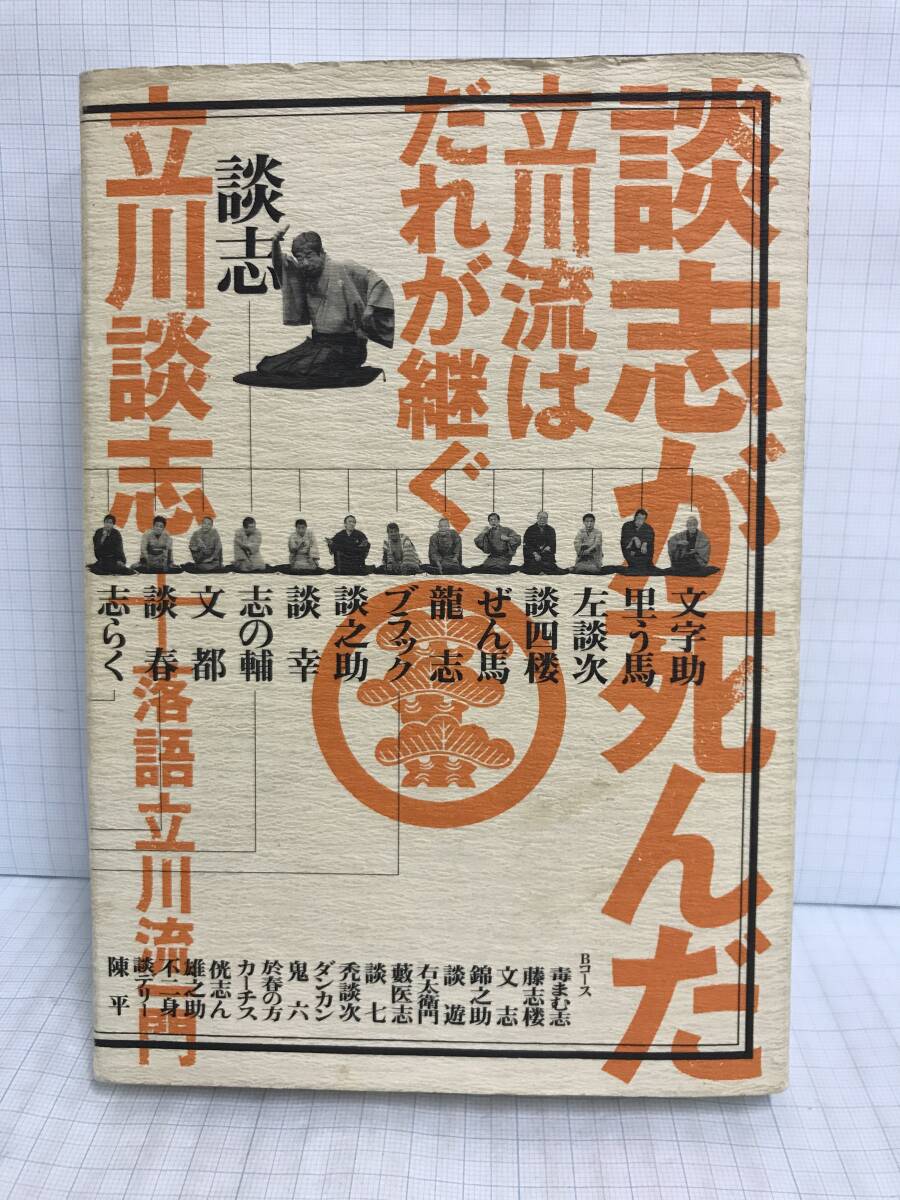 談志が死んだ
立川流は
だれが継ぐ
談志
立川談志+落語立川流一門
文字助
里う馬
左談次
談四楼
ぜん馬
龍志
ブラック
談之助
談幸
志の輔
文都
談春
志らく
Bコース
毒まむ志
藤志楼
文志
錦之助
談遊
右太衛門
藪医志
談七
禿談次
ダンカン
鬼六
於春の方
カーチス
侊志ん
雄之助
不二身
談テリー
陳平